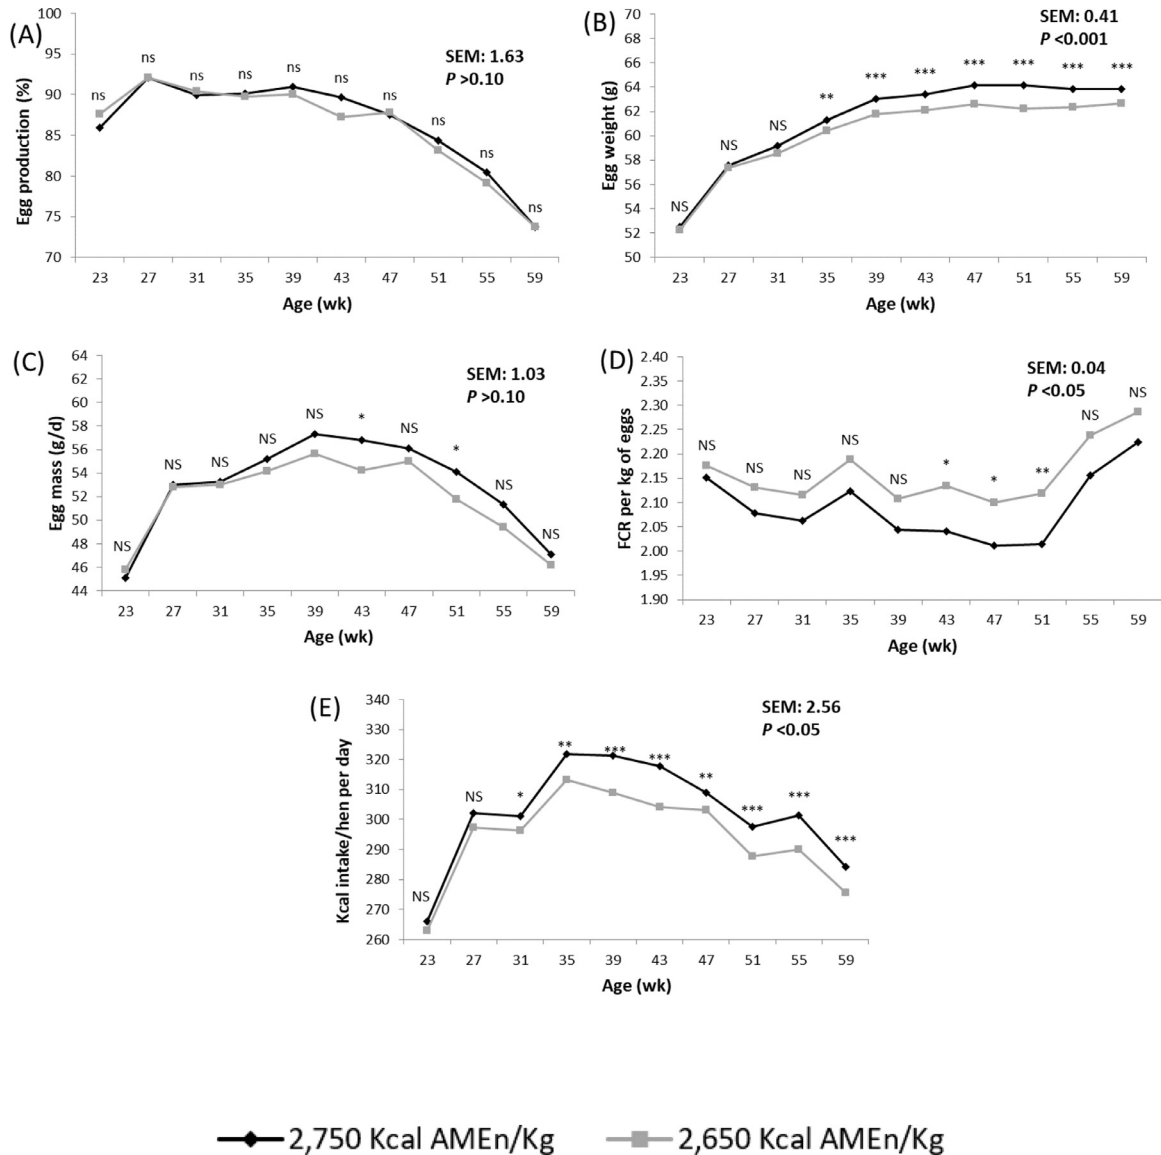 (A)
SEM: 1.63
P >0.10
Egg production (%)
100
95
90
85
80
75
70
ns ns ns ns ns ns ns ns ns ns
23 27 31 35 39 43 47 51 55 59
Age (wk)
(B)
SEM: 0.41
P <0.001
Egg weight (g)
70
68
66
64
62
60
58
56
54
52
50
NS NS NS ** *** *** *** *** *** ***
23 27 31 35 39 43 47 51 55 59
Age (wk)
(C)
SEM: 1.03
P >0.10
Egg mass (g/d)
64
62
60
58
56
54
52
50
48
46
44
NS NS NS NS NS * NS * NS NS
23 27 31 35 39 43 47 51 55 59
Age (wk)
(D)
SEM: 0.04
P <0.05
FCR per kg of eggs
2.40
2.35
2.30
2.25
2.20
2.15
2.10
2.05
2.00
1.95
1.90
NS NS NS NS NS * * ** NS NS
23 27 31 35 39 43 47 51 55 59
Age (wk)
(E)
SEM: 2.56
P <0.05
Kcal intake/hen per day
340
330
320
310
300
290
280
270
260
NS NS * ** *** *** ** *** *** ***
23 27 31 35 39 43 47 51 55 59
Age (wk)
2,750 Kcal AMEn/Kg 2,650 Kcal AMEn/Kg